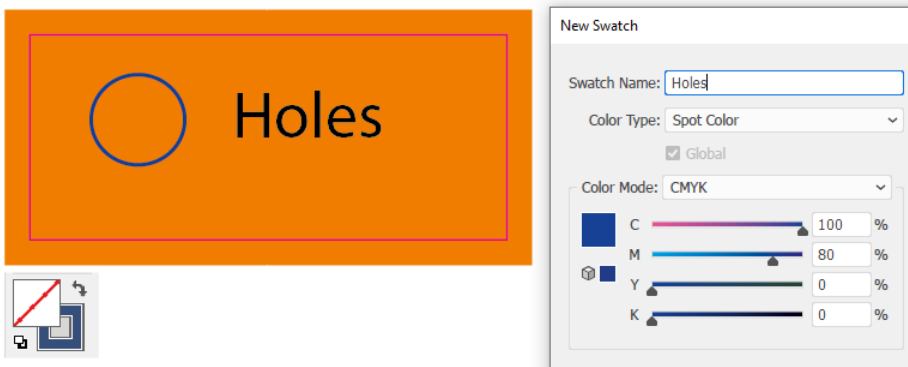 Holes
New Swatch
Swatch Name: Holes
Color Type: Spot Color
Global
Color Mode: CMYK
C 100 %
M 80 %
Y 0 %
K 0 %